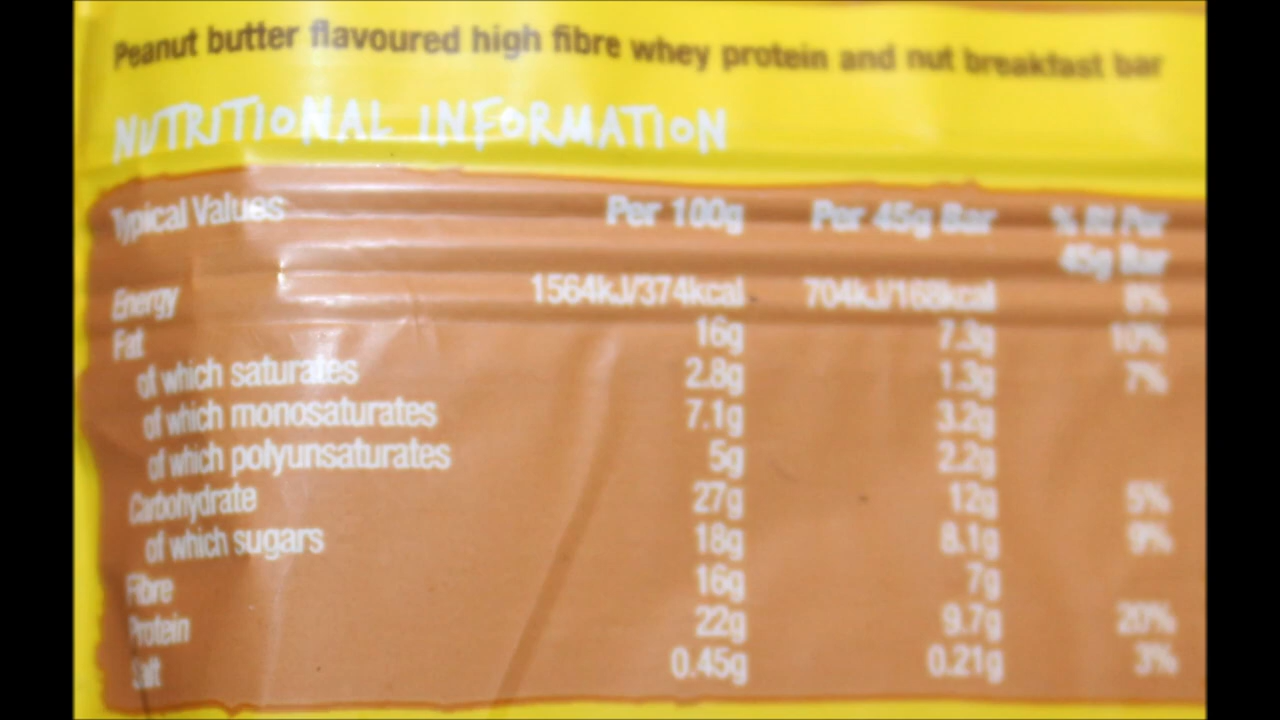 Peanut butter flavoured high fibre whey protein and nut breakfast bar
NUTRITIONAL INFORMATION
Typical Values Per 100g Per 45g Bar % RI Per
45g Bar
Energy 1564kJ/374kcal 704kJ/168kcal 8%
Fat 16g 7.3g 10%
of which saturates 2.8g 1.3g 7%
of which monosaturates 7.1g 3.2g
of which polyunsaturates 5g 2.2g
Carbohydrate 27g 12g 5%
of which sugars 18g 8.1g 9%
Fibre 16g 7g
Protein 22g 9.7g 20%
Salt 0.45g 0.21g 3%